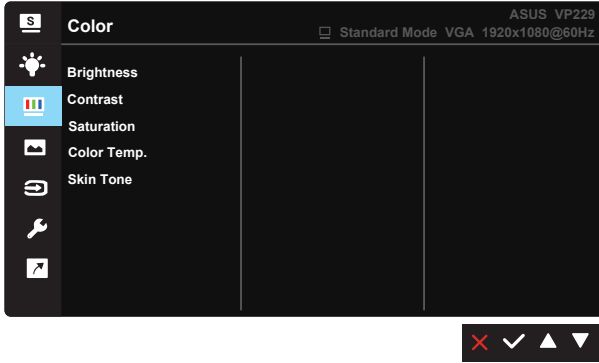 S
Color
ASUS VP229
Standard Mode VGA 1920x1080@60Hz
Brightness
Contrast
Saturation
Color Temp.
Skin Tone